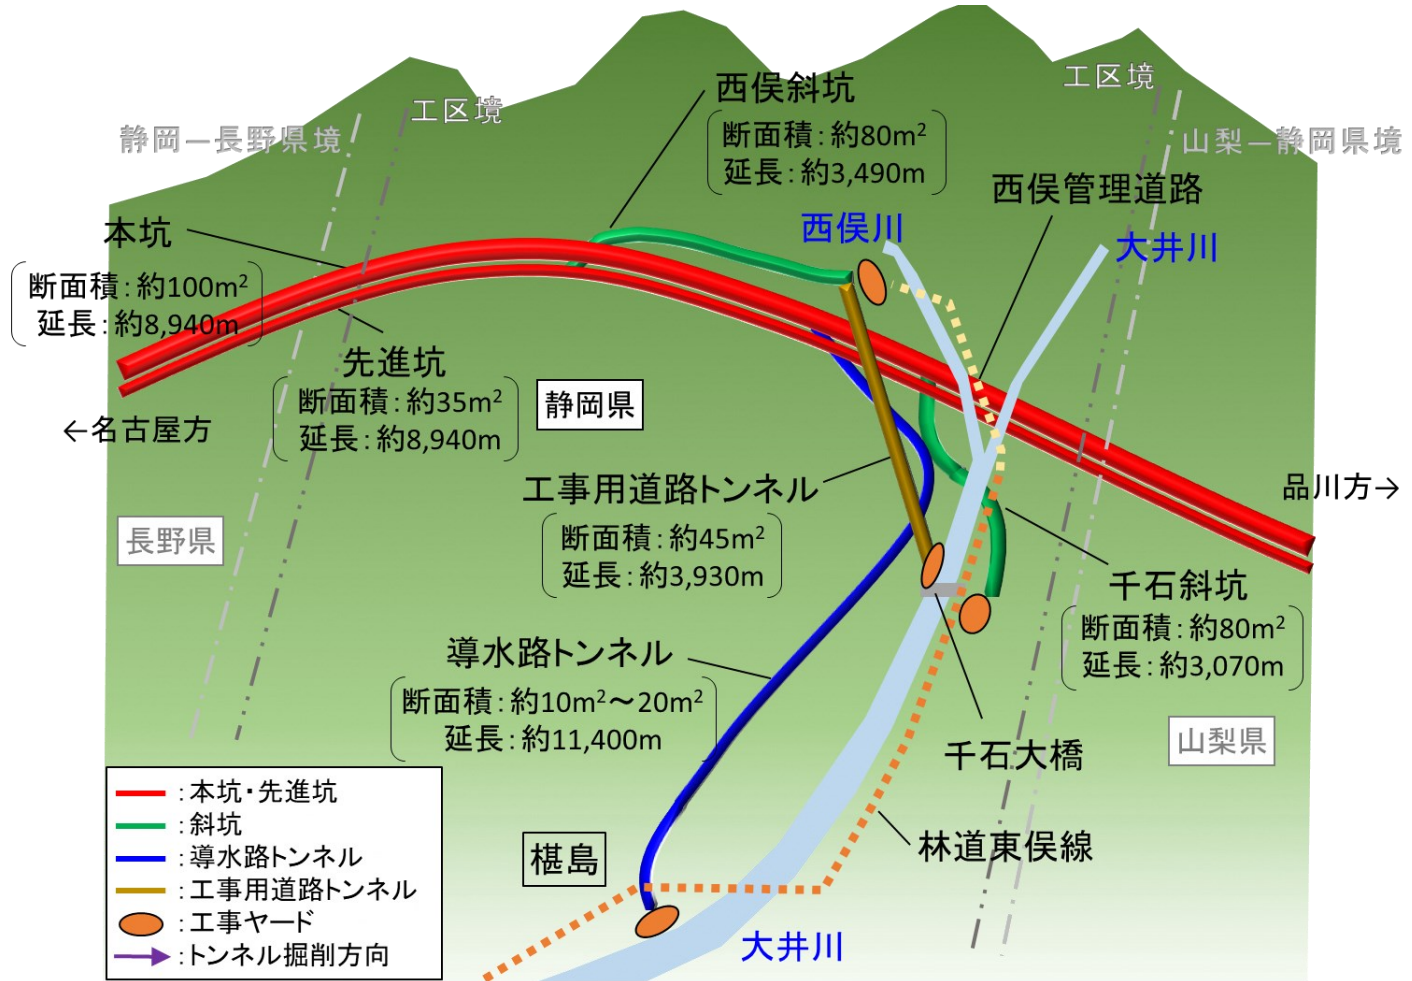 工区境
工区境
静岡―長野県境
山梨―静岡県境
西俣斜坑
断面積：約80m²
延長：約3,490m
西俣管理道路
西俣川
大井川
本坑
断面積：約100m²
延長：約8,940m
先進坑
断面積：約35m²
延長：約8,940m
静岡県
←名古屋方
品川方→
工事用道路トンネル
断面積：約45m²
延長：約3,930m
長野県
千石斜坑
断面積：約80m²
延長：約3,070m
導水路トンネル
断面積：約10m²～20m²
延長：約11,400m
千石大橋
山梨県
林道東俣線
椹島
大井川
：本坑・先進坑
：斜坑
：導水路トンネル
：工事用道路トンネル
：工事ヤード
：トンネル掘削方向